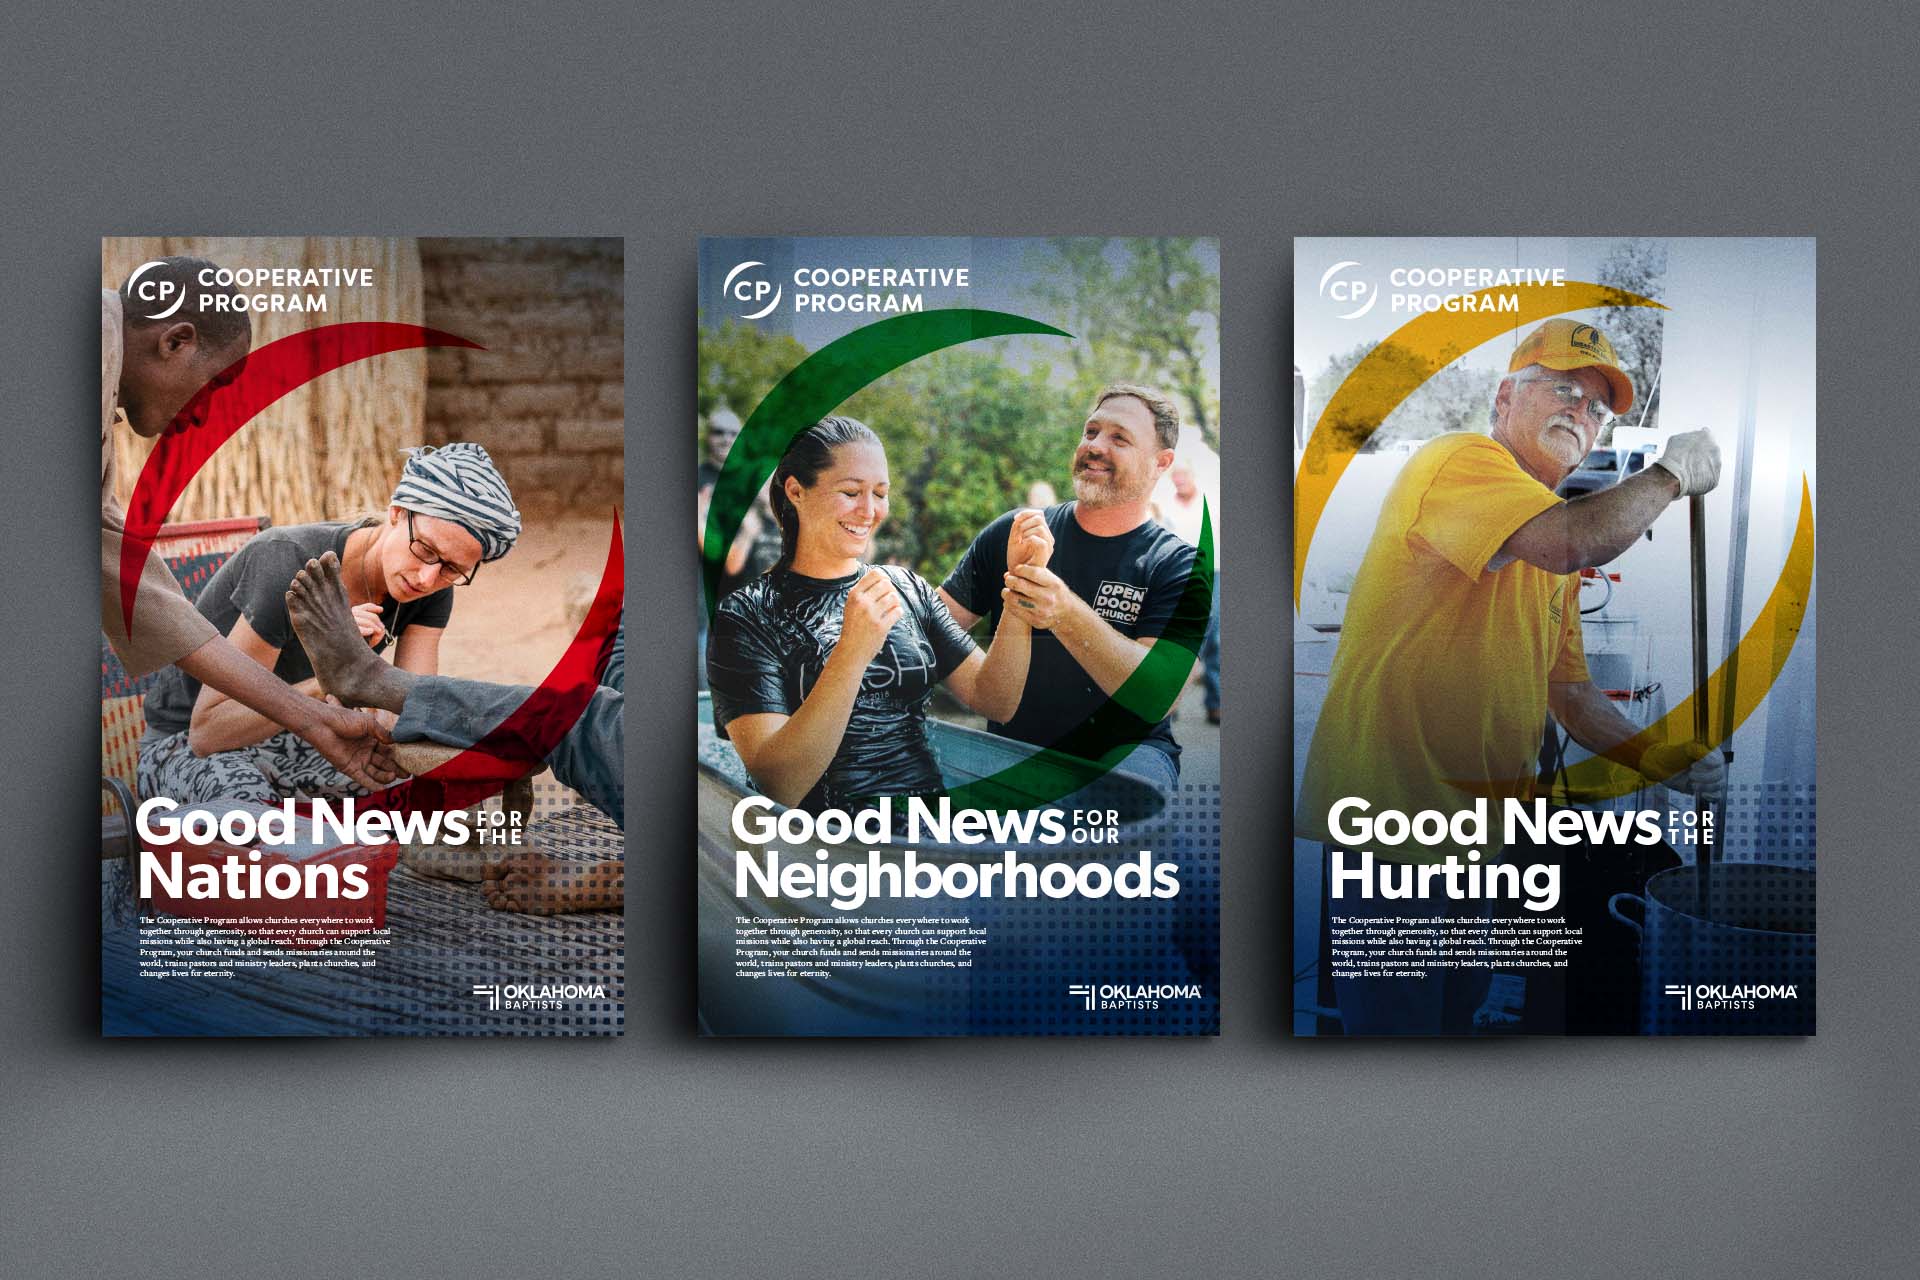 CP
COOPERATIVE
PROGRAM
Good News FOR THE
Nations
The Cooperative Program allows churches everywhere to work
together through generosity, so that every church can support local
missions while also having a global reach. Through the Cooperative
Program, your church funds and sends missionaries around the
world, trains pastors and ministry leaders, plants churches, and
changes lives for eternity.
OKLAHOMA
BAPTISTS
CP
COOPERATIVE
PROGRAM
OPEN
DOOR
CHURCH
2018
Good News FOR OUR
Neighborhoods
The Cooperative Program allows churches everywhere to work
together through generosity, so that every church can support local
missions while also having a global reach. Through the Cooperative
Program, your church funds and sends missionaries around the
world, trains pastors and ministry leaders, plants churches, and
changes lives for eternity.
OKLAHOMA
BAPTISTS
CP
COOPERATIVE
PROGRAM
Good News FOR THE
Hurting
The Cooperative Program allows churches everywhere to work
together through generosity, so that every church can support local
missions while also having a global reach. Through the Cooperative
Program, your church funds and sends missionaries around the
world, trains pastors and ministry leaders, plants churches, and
changes lives for eternity.
OKLAHOMA
BAPTISTS